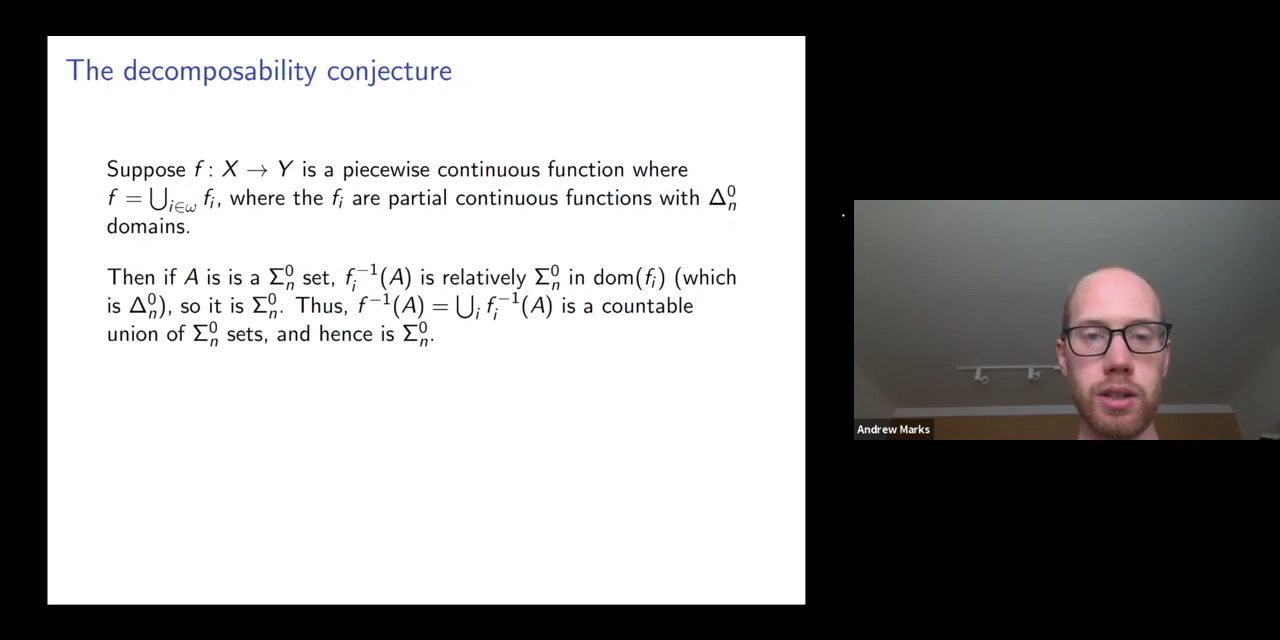 The decomposability conjecture
Suppose f : X → Y is a piecewise continuous function where
f = ⋃_{i∈ω} f_i, where the f_i are partial continuous functions with Δ^0_n
domains.
Then if A is is a Σ^0_n set, f_i^{−1}(A) is relatively Σ^0_n in dom(f_i) (which
is Δ^0_n), so it is Σ^0_n. Thus, f^{−1}(A) = ⋃_i f_i^{−1}(A) is a countable
union of Σ^0_n sets, and hence is Σ^0_n.
Andrew Marks